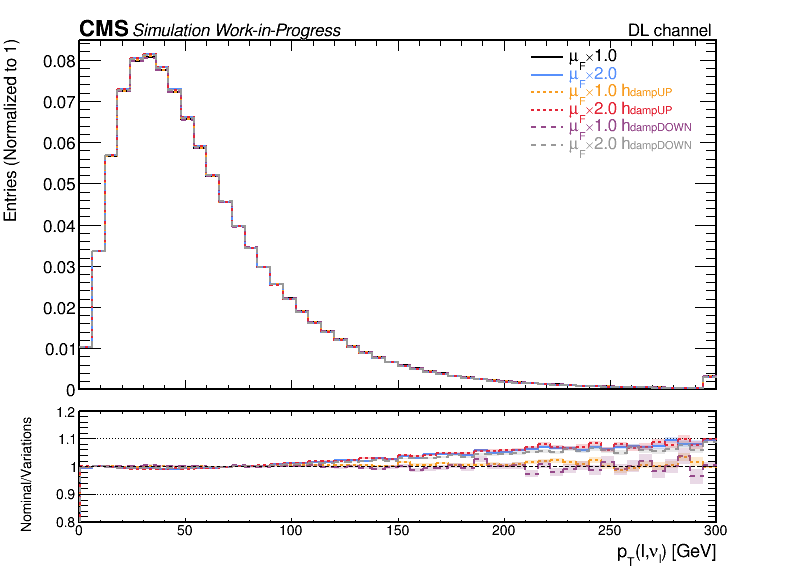 CMS Simulation Work-in-Progress DL channel
Entries (Normalized to 1)
0.08
0.07
0.06
0.05
0.04
0.03
0.02
0.01
0
μF×1.0
μF×2.0
μF×1.0 hdampUP
μF×2.0 hdampUP
μF×1.0 hdampDOWN
μF×2.0 hdampDOWN
Nominal/Variations
1.2
1.1
1
0.9
0.8
0 50 100 150 200 250 300
pT(l,νl) [GeV]